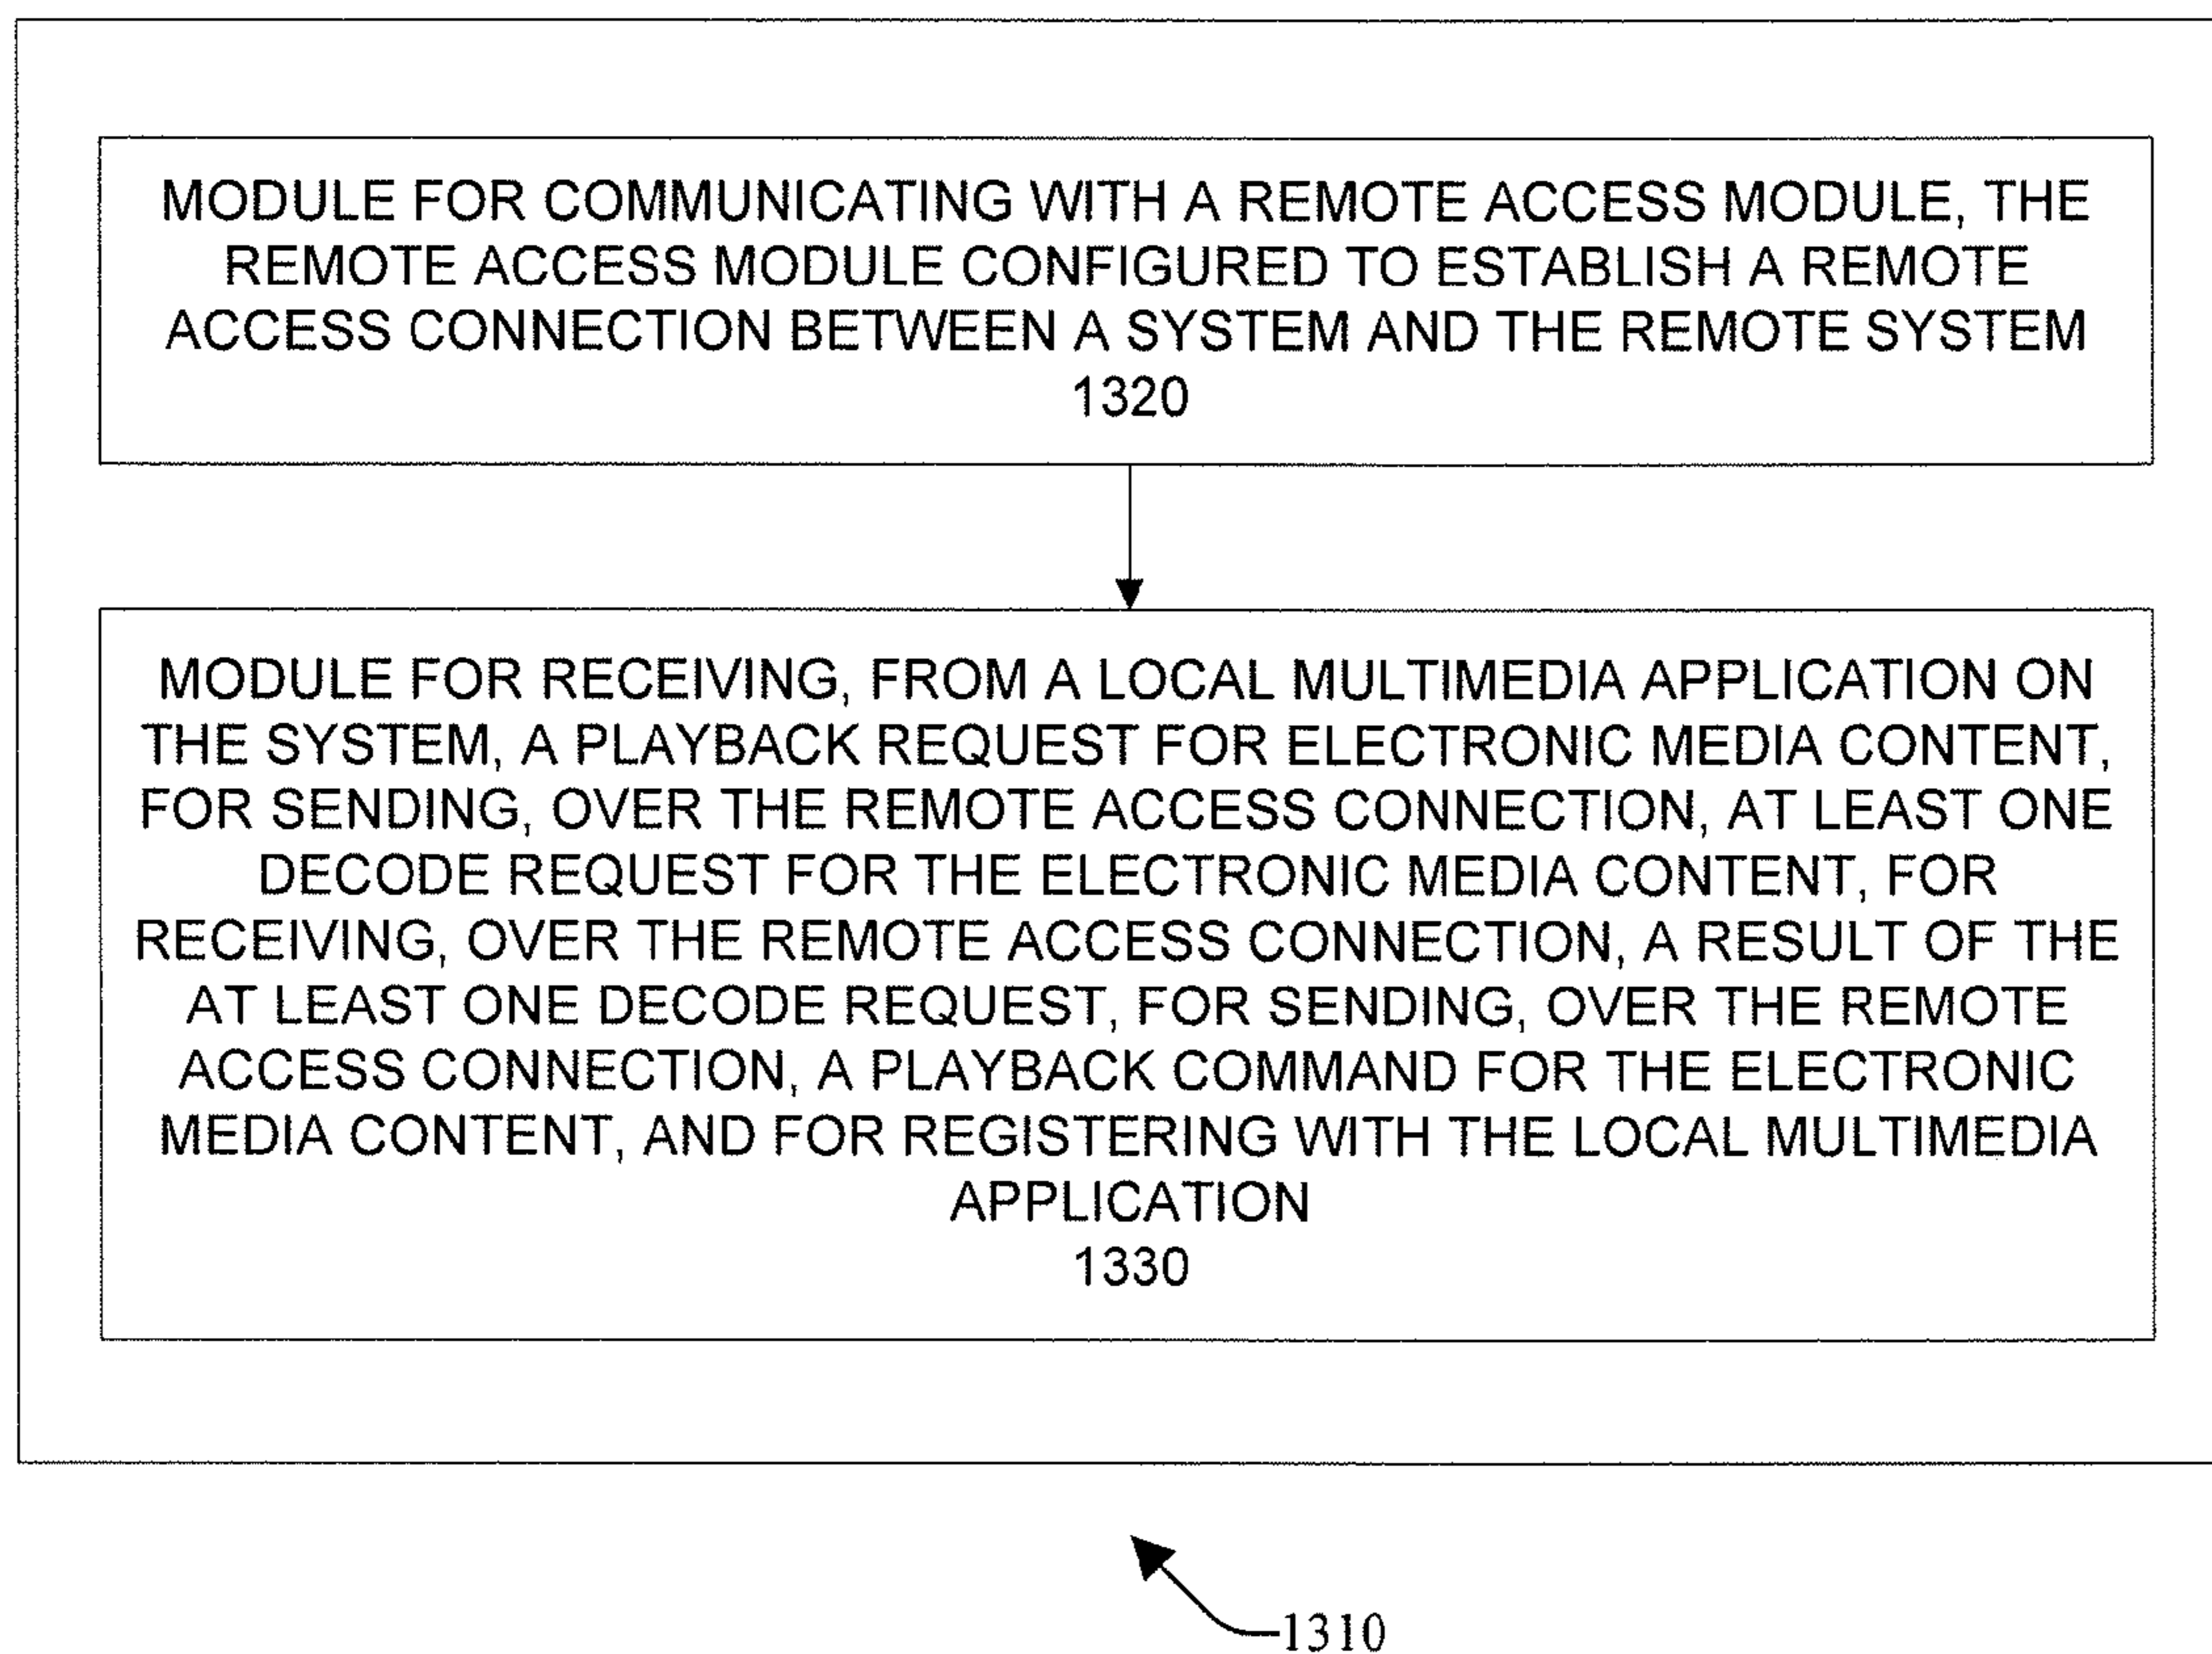 MODULE FOR COMMUNICATING WITH A REMOTE ACCESS MODULE, THE
REMOTE ACCESS MODULE CONFIGURED TO ESTABLISH A REMOTE
ACCESS CONNECTION BETWEEN A SYSTEM AND THE REMOTE SYSTEM
1320
MODULE FOR RECEIVING, FROM A LOCAL MULTIMEDIA APPLICATION ON
THE SYSTEM, A PLAYBACK REQUEST FOR ELECTRONIC MEDIA CONTENT,
FOR SENDING, OVER THE REMOTE ACCESS CONNECTION, AT LEAST ONE
DECODE REQUEST FOR THE ELECTRONIC MEDIA CONTENT, FOR
RECEIVING, OVER THE REMOTE ACCESS CONNECTION, A RESULT OF THE
AT LEAST ONE DECODE REQUEST, FOR SENDING, OVER THE REMOTE
ACCESS CONNECTION, A PLAYBACK COMMAND FOR THE ELECTRONIC
MEDIA CONTENT, AND FOR REGISTERING WITH THE LOCAL MULTIMEDIA
APPLICATION
1330
1310